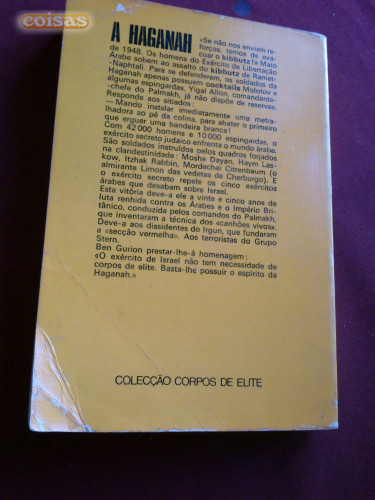 coisas
A HAGANAH
«Se não nos enviem re-
forços, temos de eva-
cuar o kibbutz!» Maio
de 1948. Os homens do Exército de Libertação
Árabe sobem ao assalto do kibbutz de Ramat-
-Naphtali. Para se defenderem, os soldados da
Haganah apenas possuem cocktails Molotov e
algumas espingardas. Yigal Allon, comandante-
-chefe do Palmakh, já não dispõe de reservas.
Responde aos sitiados:
— Mando instalar imediatamente uma metra-
lhadora ao pé da colina, para abater o primeiro
que erguer uma bandeira branca!
Com 42 000 homens e 10 000 espingardas, o
exército secreto judaico enfrenta o mundo árabe.
São soldados instruídos pelos quadros forjados
na clandestinidade: Moshe Dayan, Haym Las-
kow, Itzhak Rabbin, Mordechai Citrenbaum (o
almirante Limon das vedetas de Cherburgo). E
o exército secreto repele os cinco exércitos
árabes que desabam sobre Israel,
Esta vitória deve-a ele a vinte e cinco anos de
luta renhida contra os Árabes e o Império Bri-
tânico, conduzida pelos comandos do Palmakh,
que inventaram a técnica dos «canhões vivos».
Deve-a aos dissidentes do Irgun, que fundaram
a «secção vermelha». Aos terroristas do Grupo
Stern.
Ben Gurion prestar-lhe-á homenagem:
«O exército de Israel não tem necessidade de
corpos de elite. Basta-lhe possuir o espírito da
Haganah.»
COLECÇÃO CORPOS DE ELITE